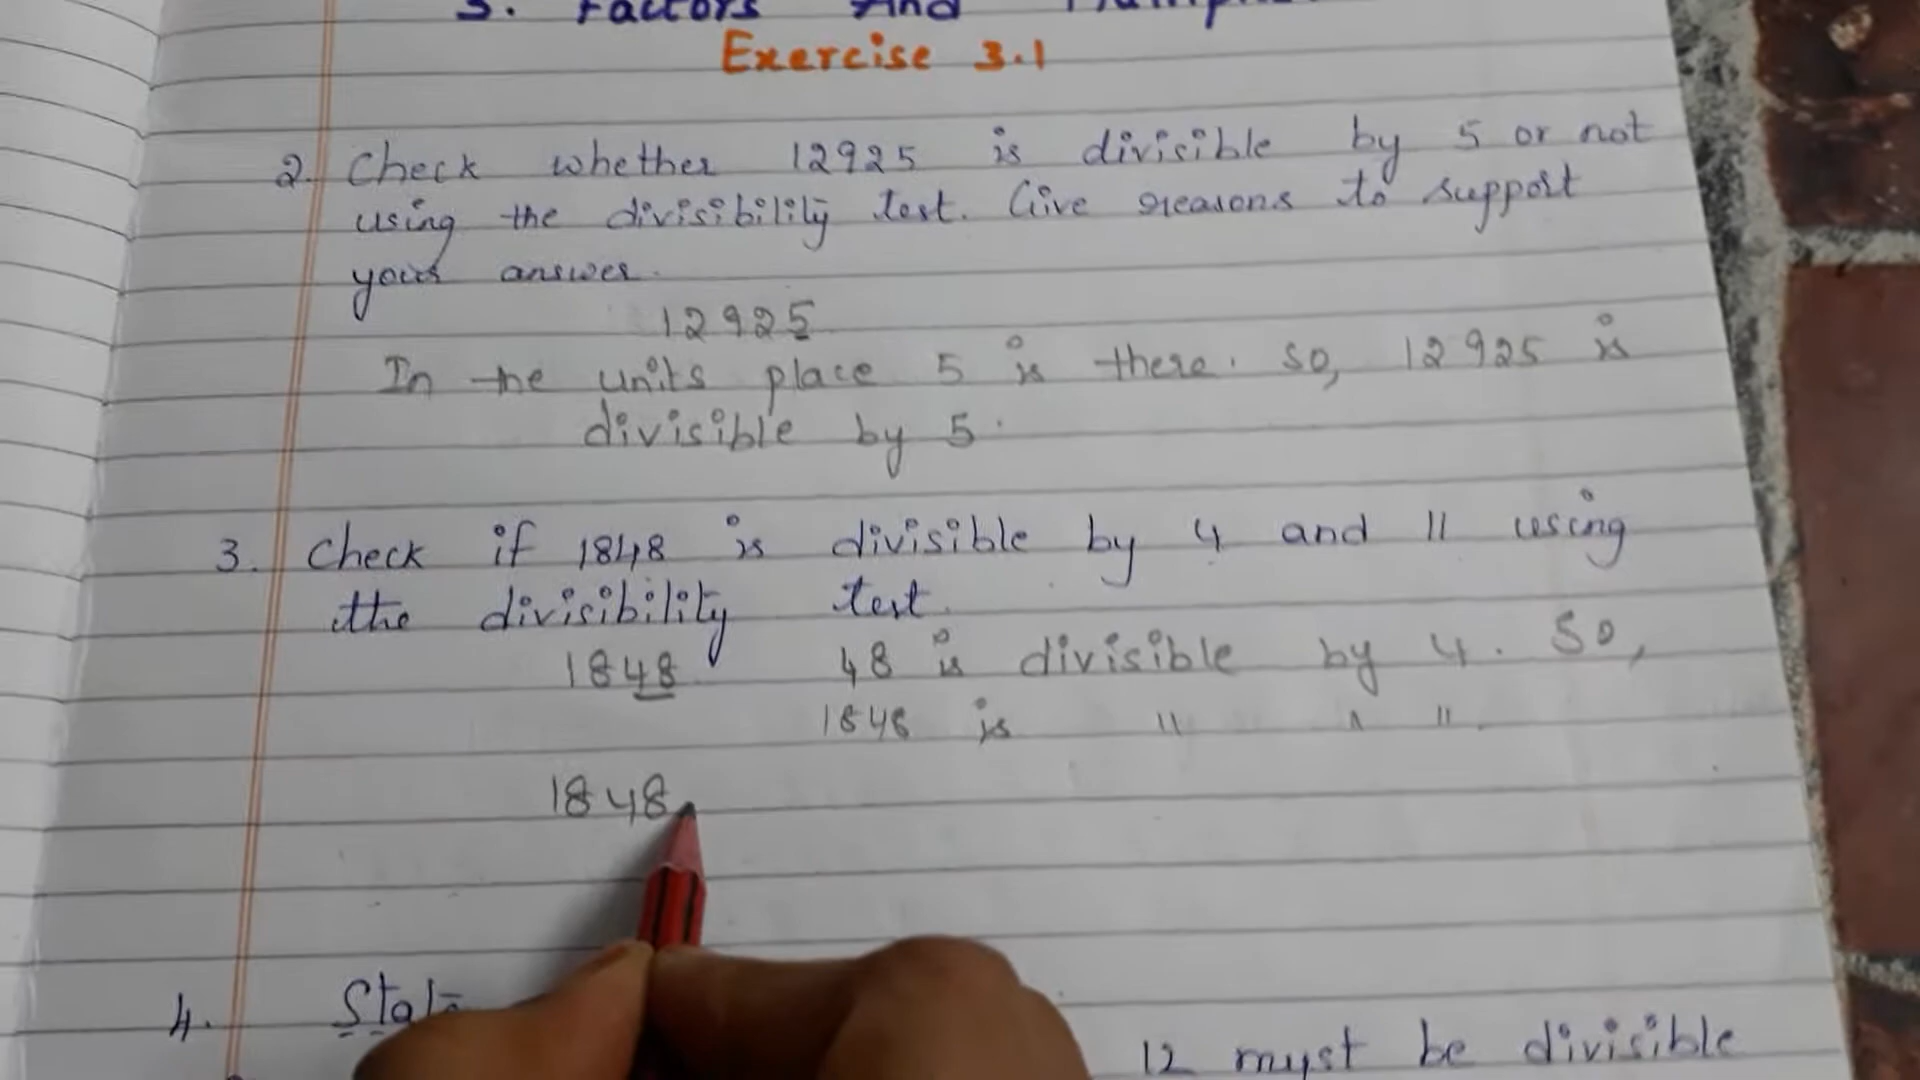 3. Factors And
Exercise 3.1
2. Check whether 12925 is divisible by 5 or not
using the divisibility test. Give reasons to support
your answer.
12925
In the units place 5 is there. So, 12925 is
divisible by 5.
3. Check if 1848 is divisible by 4 and 11 using
the divisibility test.
1848 48 is divisible by 4. So,
1848 is " " ".
1848
4. 12 must be divisible